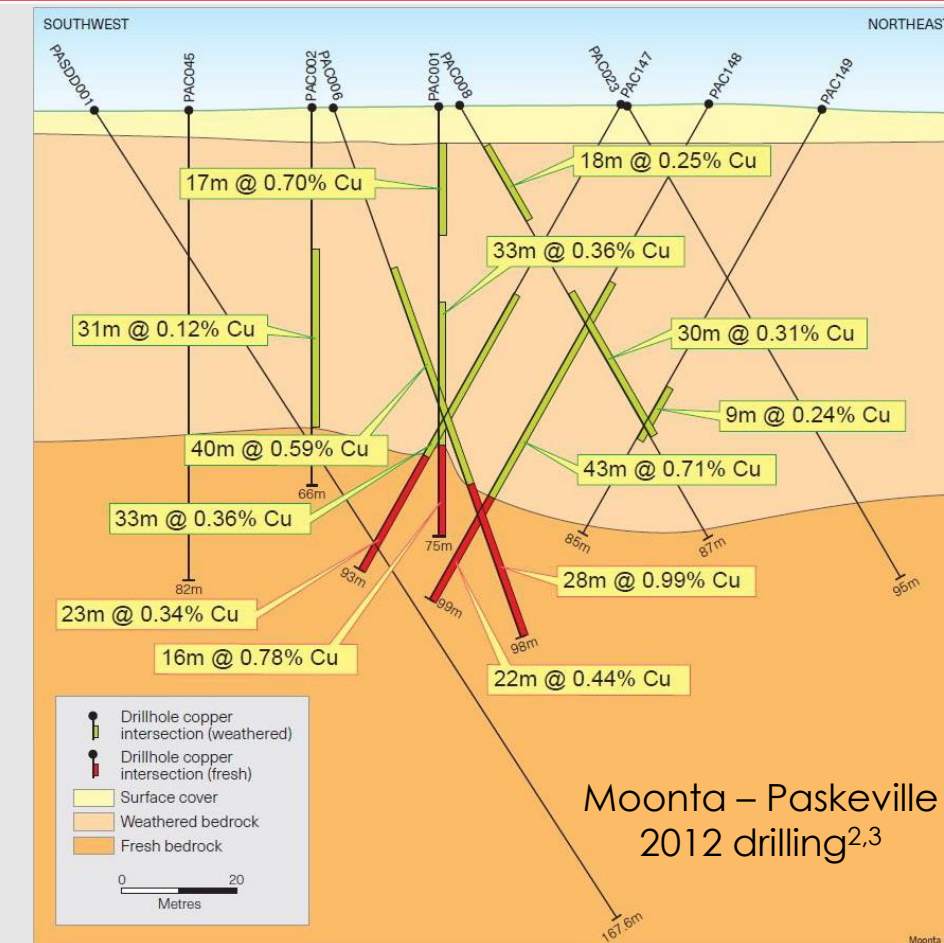 SOUTHWEST
NORTHEAST
PASDD001
PAC045
PAC002
PAC006
PAC001
PAC008
PAC023
PAC147
PAC148
PAC149
17m @ 0.70% Cu
18m @ 0.25% Cu
33m @ 0.36% Cu
31m @ 0.12% Cu
30m @ 0.31% Cu
9m @ 0.24% Cu
40m @ 0.59% Cu
43m @ 0.71% Cu
66m
33m @ 0.36% Cu
75m
85m
87m
93m
82m
99m
28m @ 0.99% Cu
95m
23m @ 0.34% Cu
98m
16m @ 0.78% Cu
22m @ 0.44% Cu
Drillhole copper
intersection (weathered)
Drillhole copper
intersection (fresh)
Surface cover
Weathered bedrock
Fresh bedrock
0 20
Metres
Moonta – Paskeville
2012 drilling2,3
167.6m
Moonta